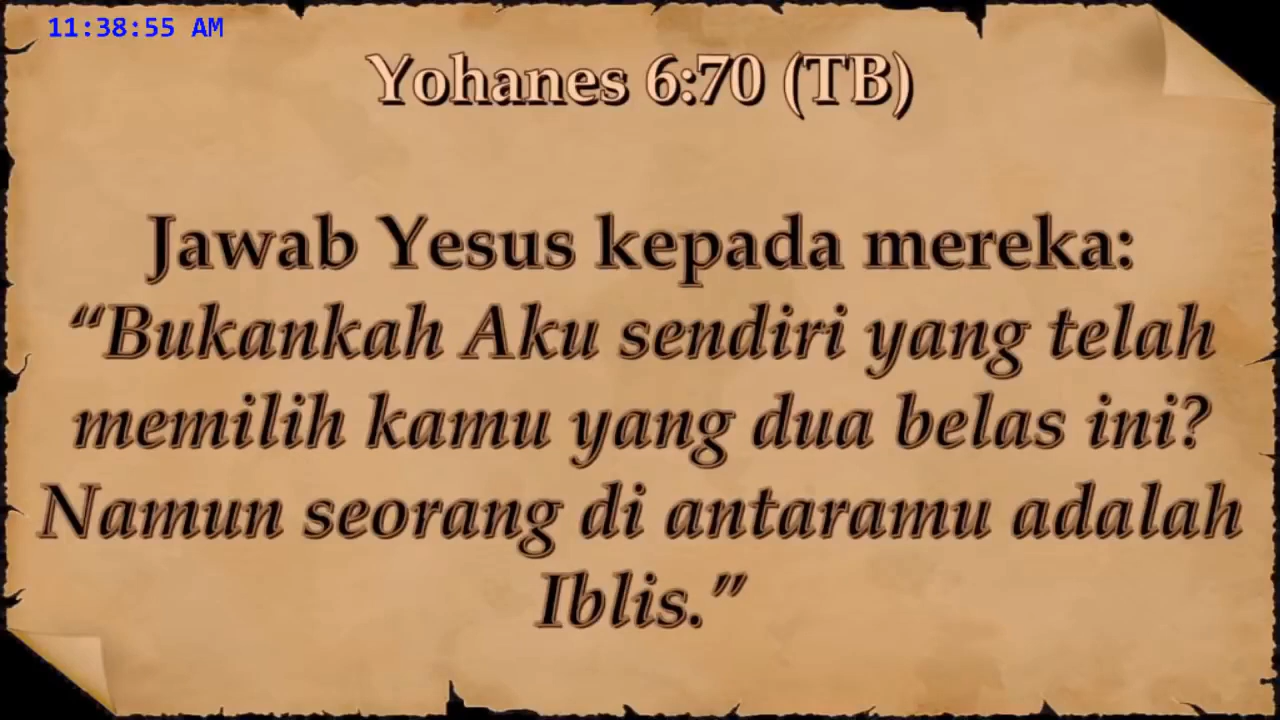 11:38:55 AM
Yohanes 6:70 (TB)
Jawab Yesus kepada mereka:
“Bukankah Aku sendiri yang telah
memilih kamu yang dua belas ini?
Namun seorang di antaramu adalah
Iblis.”